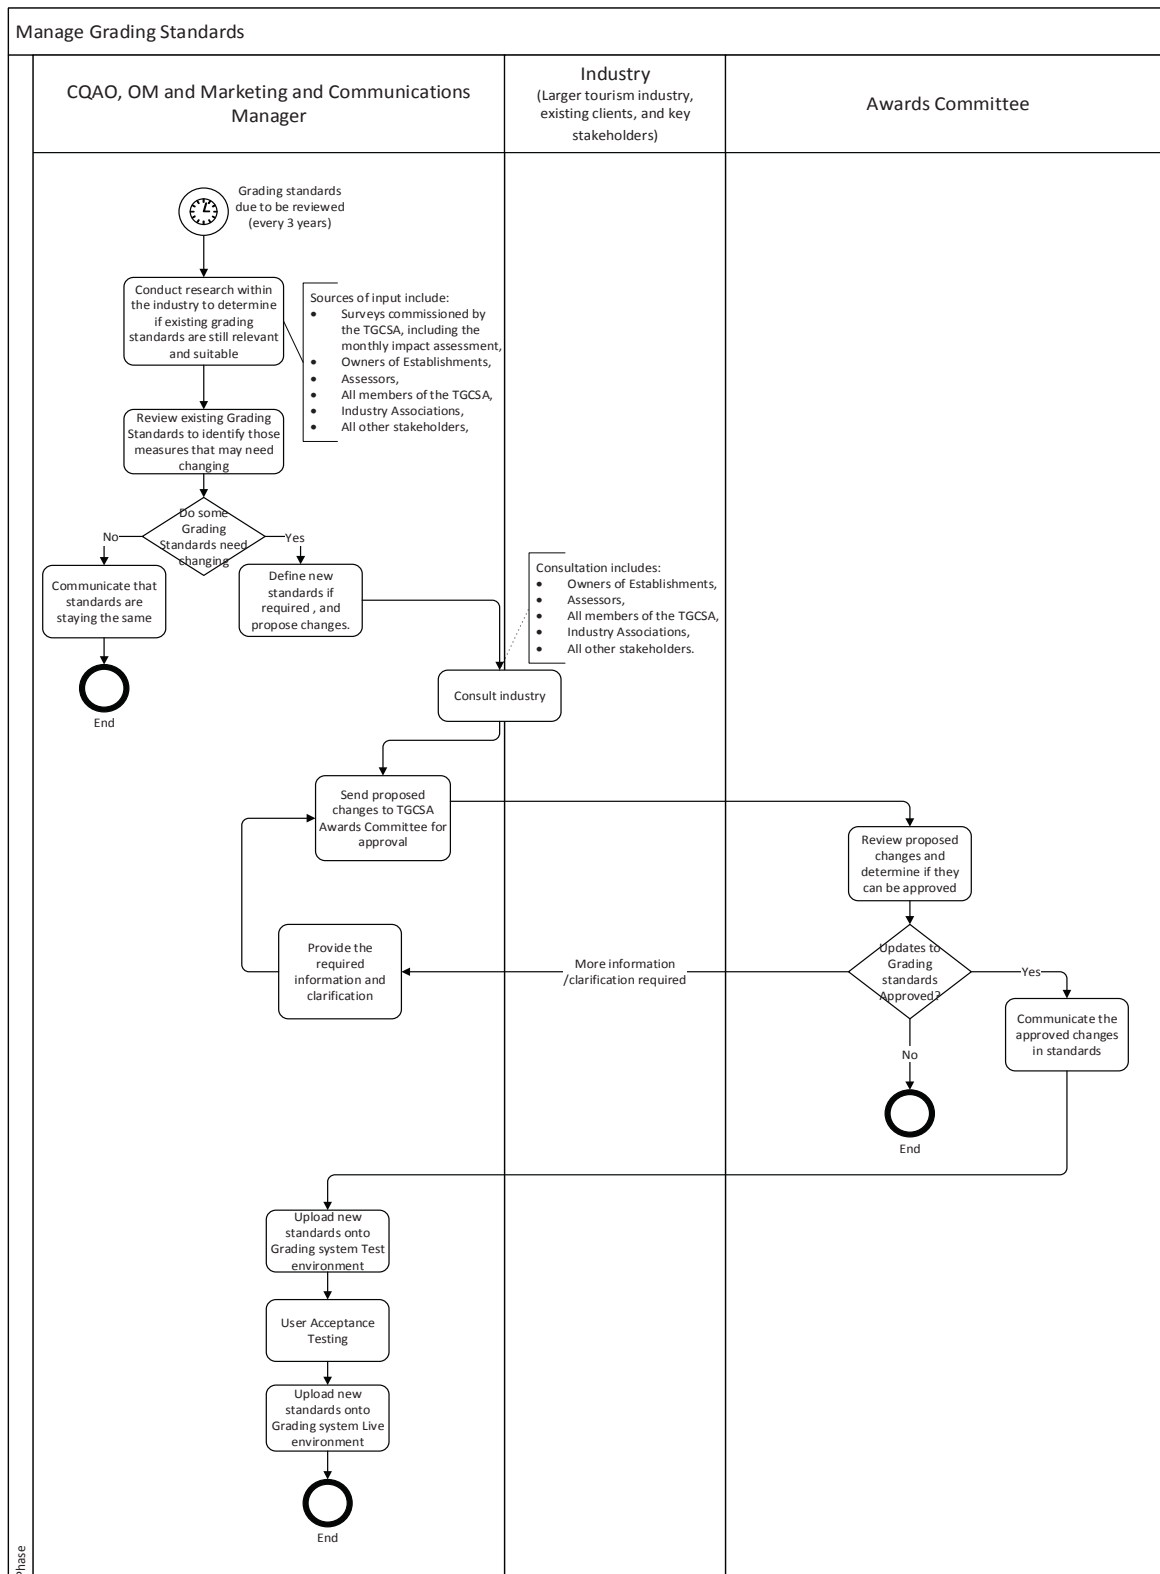 Manage Grading Standards
CQAO, OM and Marketing and Communications
Manager
Industry
(Larger tourism industry,
existing clients, and key
stakeholders)
Awards Committee
Grading standards
due to be reviewed
(every 3 years)
Conduct research within
the industry to determine
if existing grading
standards are still relevant
and suitable
Sources of input include:
• Surveys commissioned by
the TGCSA, including the
monthly impact assessment,
• Owners of Establishments,
• Assessors,
• All members of the TGCSA,
• Industry Associations,
• All other stakeholders,
Review existing Grading
Standards to identify those
measures that may need
changing
Do some
Grading
Standards need
changing
No
Yes
Communicate that
standards are
staying the same
End
Define new
standards if
required , and
propose changes.
Consultation includes:
• Owners of Establishments,
• Assessors,
• All members of the TGCSA,
• Industry Associations,
• All other stakeholders.
Consult industry
Send proposed
changes to TGCSA
Awards Committee for
approval
Review proposed
changes and
determine if they
can be approved
Updates to
Grading
standards
Approved?
More information
/clarification required
Provide the
required
information and
clarification
Yes
Communicate the
approved changes
in standards
No
End
Upload new
standards onto
Grading system Test
environment
User Acceptance
Testing
Upload new
standards onto
Grading system Live
environment
End
Phase